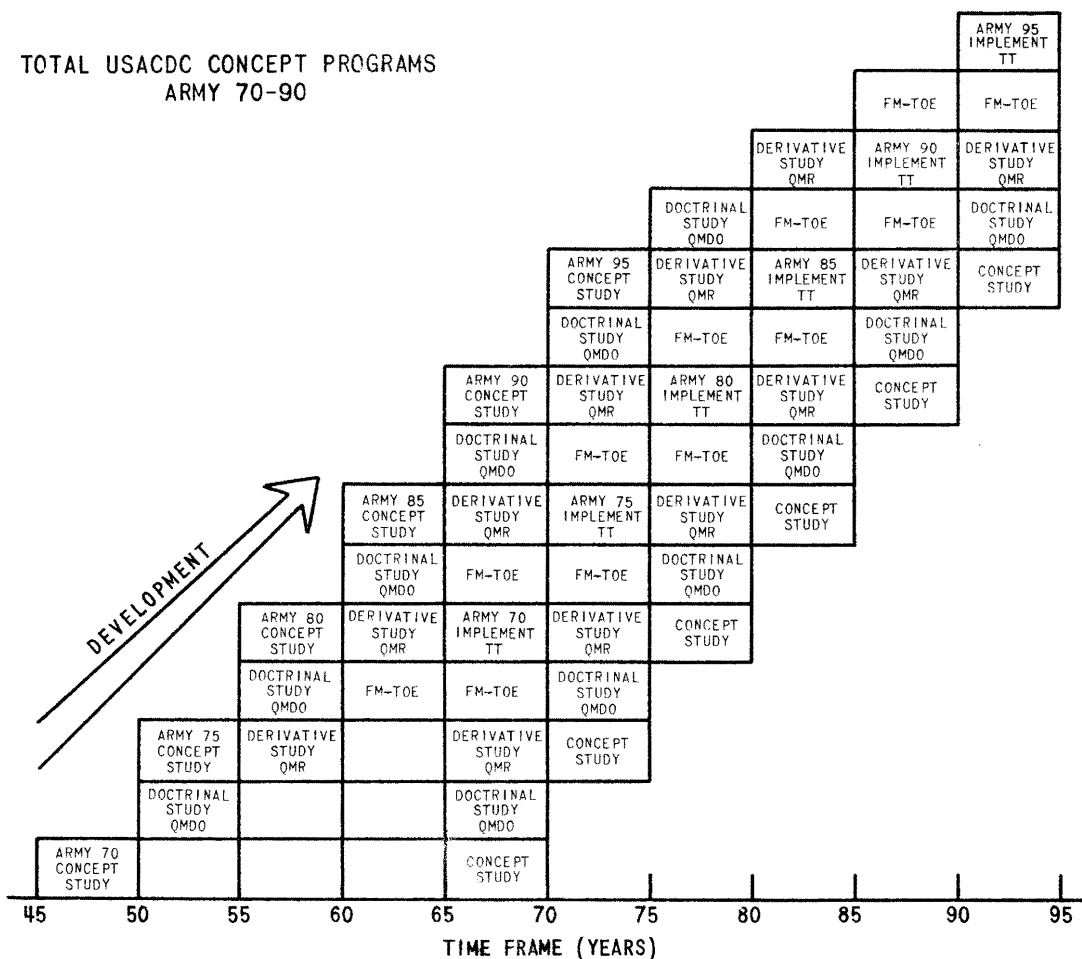 TOTAL USACDC CONCEPT PROGRAMS
ARMY 70-90
ARMY 95
IMPLEMENT
TT
FM-TOE
FM-TOE
DERIVATIVE
STUDY
QMR
ARMY 90
IMPLEMENT
TT
DERIVATIVE
STUDY
QMR
DOCTRINAL
STUDY
QMDO
FM-TOE
FM-TOE
DOCTRINAL
STUDY
QMDO
ARMY 95
CONCEPT
STUDY
DERIVATIVE
STUDY
QMR
ARMY 85
IMPLEMENT
TT
DERIVATIVE
STUDY
QMR
CONCEPT
STUDY
DOCTRINAL
STUDY
QMDO
FM-TOE
FM-TOE
DOCTRINAL
STUDY
QMDO
ARMY 90
CONCEPT
STUDY
DERIVATIVE
STUDY
QMR
ARMY 80
IMPLEMENT
TT
DERIVATIVE
STUDY
QMR
CONCEPT
STUDY
DOCTRINAL
STUDY
QMDO
FM-TOE
FM-TOE
DOCTRINAL
STUDY
QMDO
ARMY 85
CONCEPT
STUDY
DERIVATIVE
STUDY
QMR
ARMY 75
IMPLEMENT
TT
DERIVATIVE
STUDY
QMR
CONCEPT
STUDY
DEVELOPMENT
DOCTRINAL
STUDY
QMDO
FM-TOE
FM-TOE
DOCTRINAL
STUDY
QMDO
ARMY 80
CONCEPT
STUDY
DERIVATIVE
STUDY
QMR
ARMY 70
IMPLEMENT
TT
DERIVATIVE
STUDY
QMR
CONCEPT
STUDY
DOCTRINAL
STUDY
QMDO
FM-TOE
FM-TOE
DOCTRINAL
STUDY
QMDO
ARMY 75
CONCEPT
STUDY
DERIVATIVE
STUDY
QMR
DERIVATIVE
STUDY
QMR
CONCEPT
STUDY
DOCTRINAL
STUDY
QMDO
DOCTRINAL
STUDY
QMDO
ARMY 70
CONCEPT
STUDY
CONCEPT
STUDY
45 50 55 60 65 70 75 80 85 90 95
TIME FRAME (YEARS)